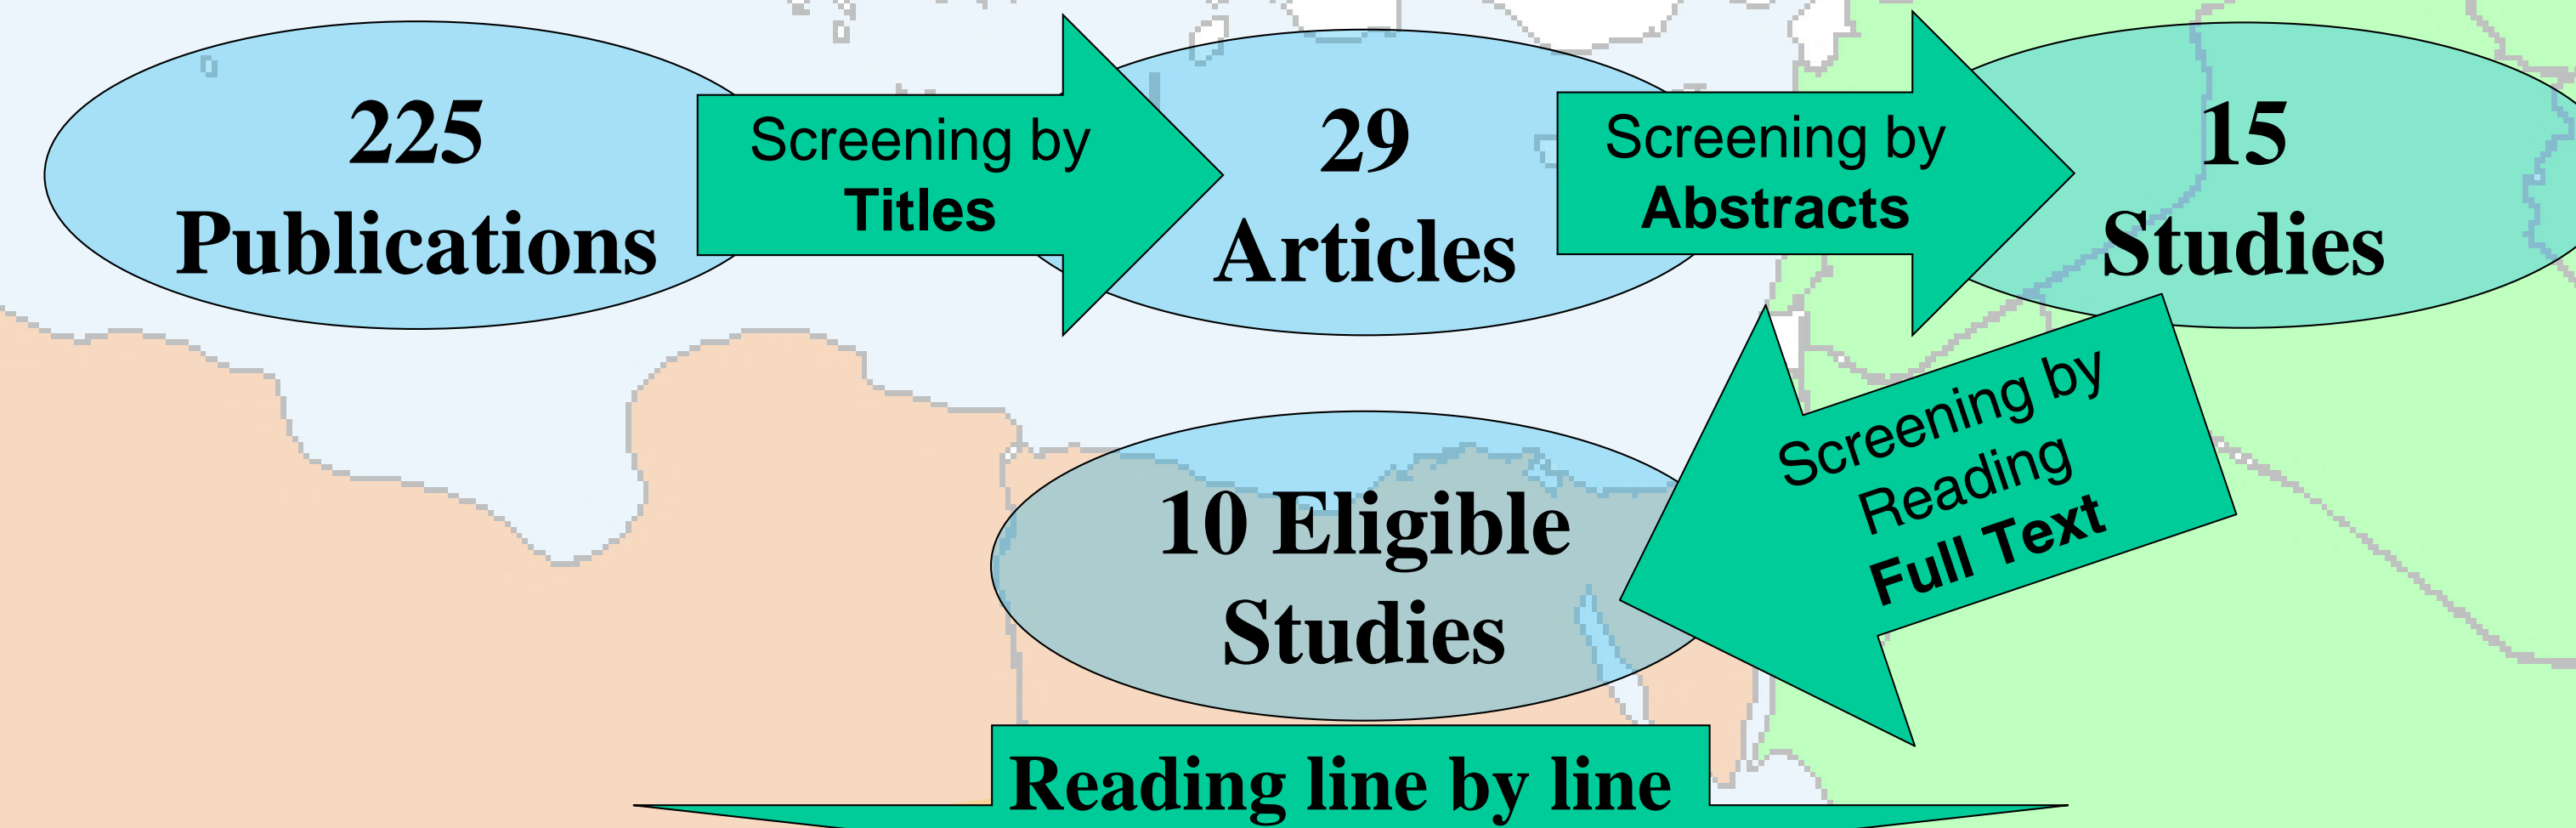 225
Publications
Screening by
Titles
29
Articles
Screening by
Abstracts
15
Studies
Screening by
Reading
Full Text
10 Eligible
Studies
Reading line by line